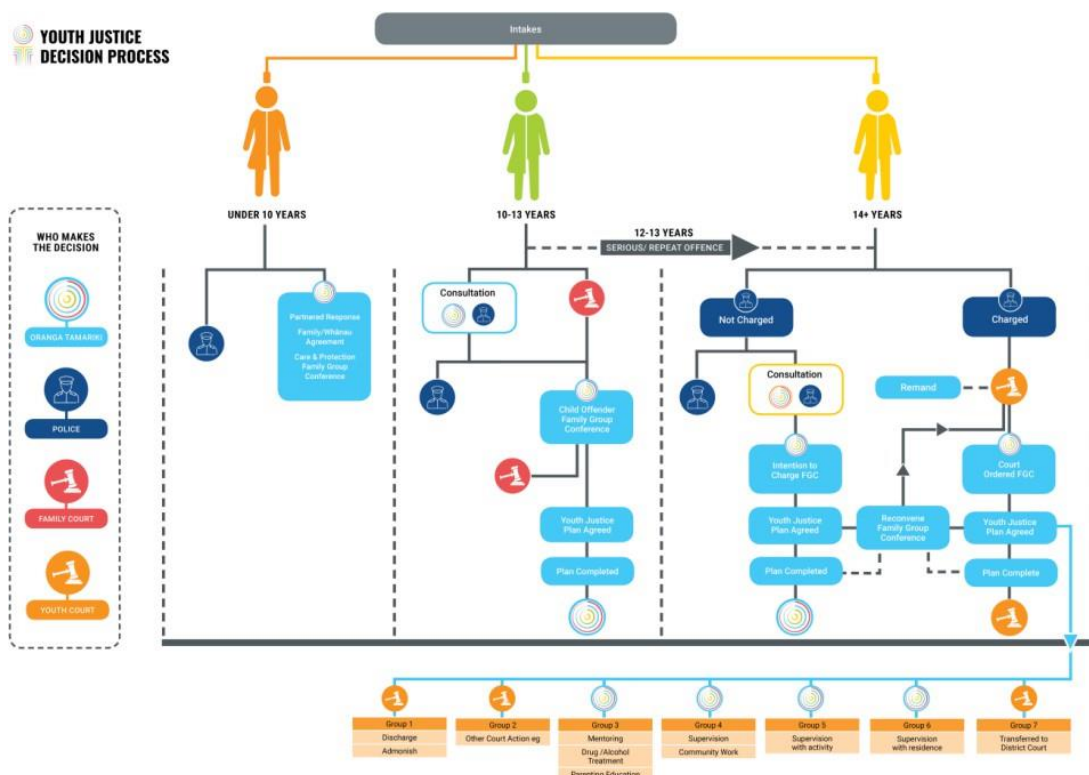 YOUTH JUSTICE
DECISION PROCESS
Intakes
UNDER 10 YEARS
10-13 YEARS
14+ YEARS
12-13 YEARS
SERIOUS/ REPEAT OFFENCE
WHO MAKES
THE DECISION
ORANGA TAMARIKI
POLICE
FAMILY COURT
YOUTH COURT
Partnered Response
Family/Whānau
Agreement
Care & Protection
Family Group
Conference
Consultation
Child Offender
Family Group
Conference
Youth Justice
Plan Agreed
Plan Completed
Not Charged
Charged
Consultation
Remand
Intention to
Charge FGC
Court
Ordered FGC
Youth Justice
Plan Agreed
Reconvene
Family Group
Conference
Youth Justice
Plan Agreed
Plan Completed
Plan Complete
Group 1
Discharge
Admonish
Group 2
Other Court Action eg
Group 3
Mentoring
Drug /Alcohol
Treatment
Parenting Education
Group 4
Supervision
Community Work
Group 5
Supervision
with activity
Group 6
Supervision
with residence
Group 7
Transferred to
District Court